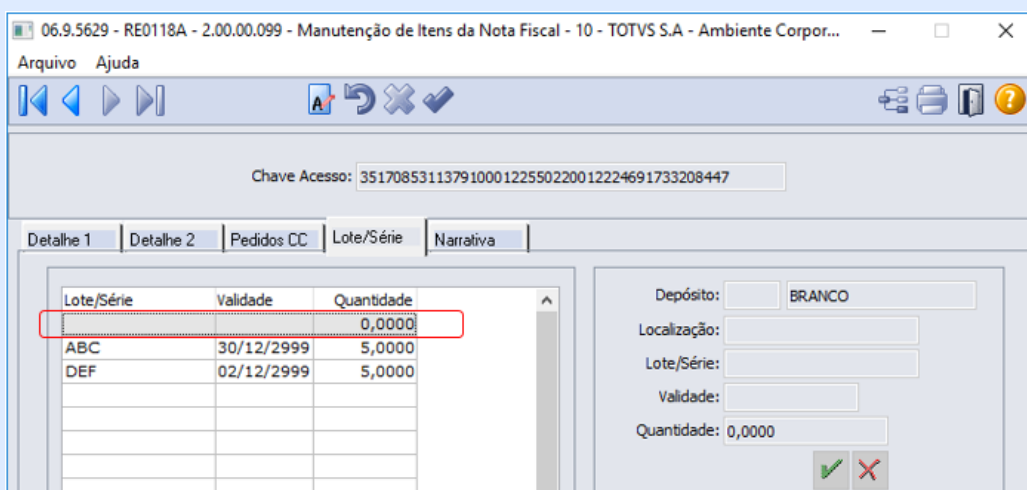 06.9.5629 - RE0118A - 2.00.00.099 - Manutenção de Itens da Nota Fiscal - 10 - TOTVS S.A - Ambiente Corpor...
Arquivo Ajuda
Chave Acesso: 35170853113791000122550220012224691733208447
Detalhe 1 Detalhe 2 Pedidos CC Lote/Série Narrativa
Lote/Série Validade Quantidade
0,0000
ABC 30/12/2999 5,0000
DEF 02/12/2999 5,0000
Depósito: BRANCO
Localização:
Lote/Série:
Validade:
Quantidade: 0,0000